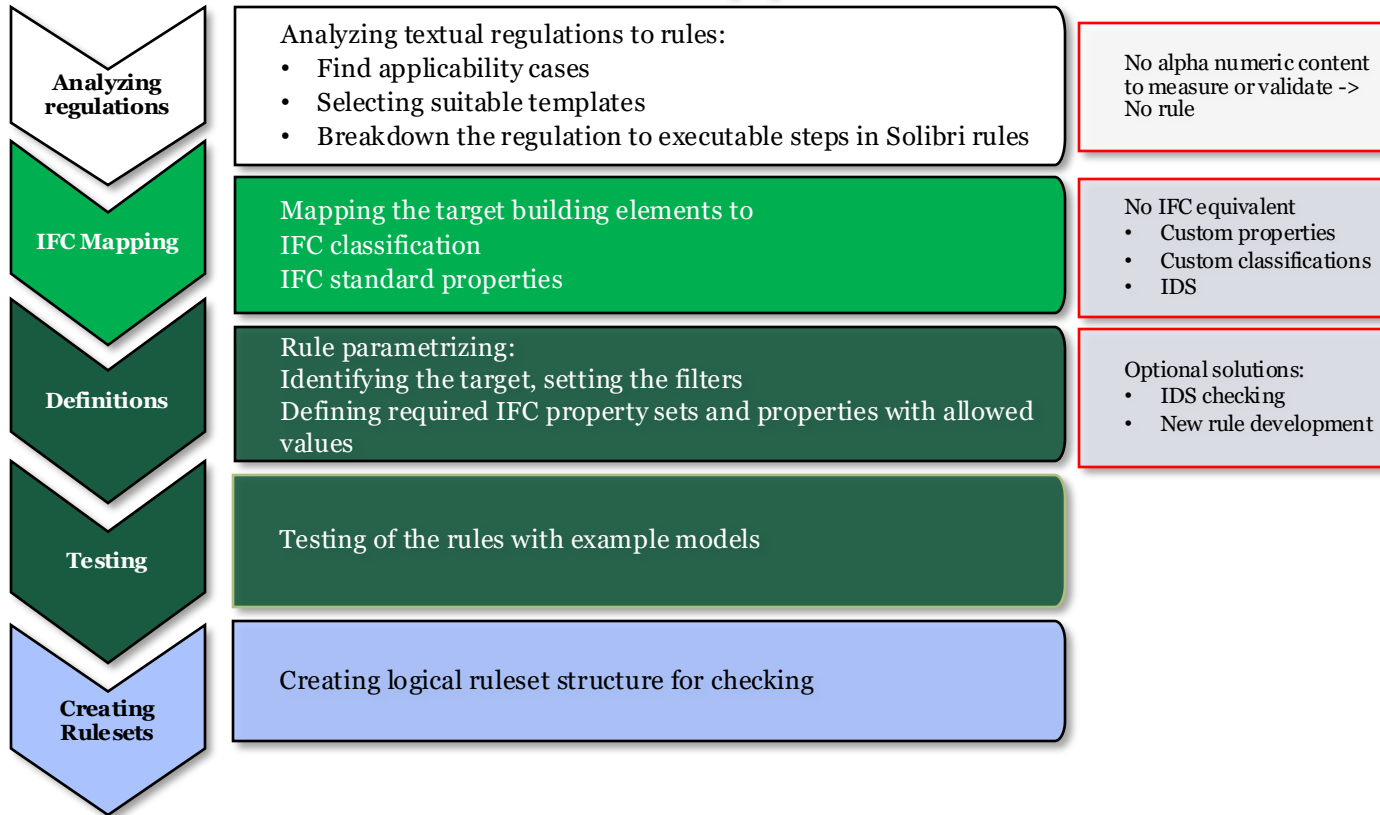 Analyzing
regulations
Analyzing textual regulations to rules:
• Find applicability cases
• Selecting suitable templates
• Breakdown the regulation to executable steps in Solibri rules
No alpha numeric content
to measure or validate ->
No rule
IFC Mapping
Mapping the target building elements to
IFC classification
IFC standard properties
No IFC equivalent
• Custom properties
• Custom classifications
• IDS
Definitions
Rule parametrizing:
Identifying the target, setting the filters
Defining required IFC property sets and properties with allowed
values
Optional solutions:
• IDS checking
• New rule development
Testing
Testing of the rules with example models
Creating
Rulesets
Creating logical ruleset structure for checking